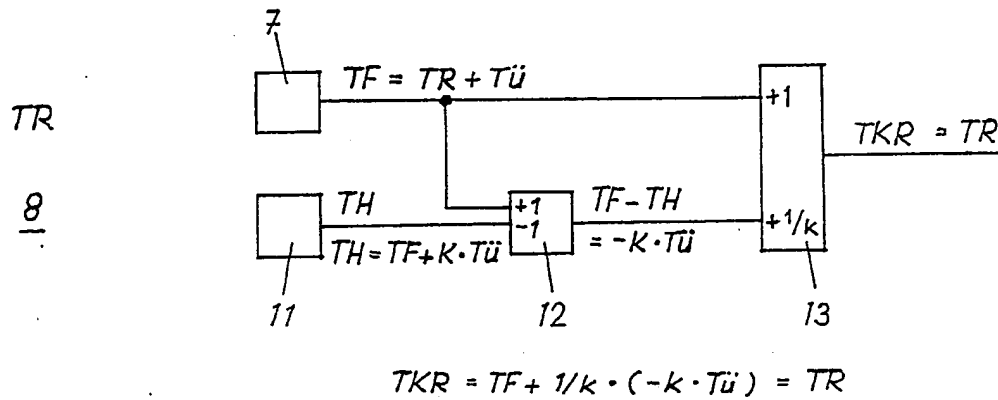 7
TF = TR + TÜ
TR
+1
TKR = TR
8
TH
+1
-1
TF-TH
+1/k
TH=TF+K·TÜ
= -K·TÜ
11
12
13
TKR = TF + 1/k · (-k · TÜ) = TR